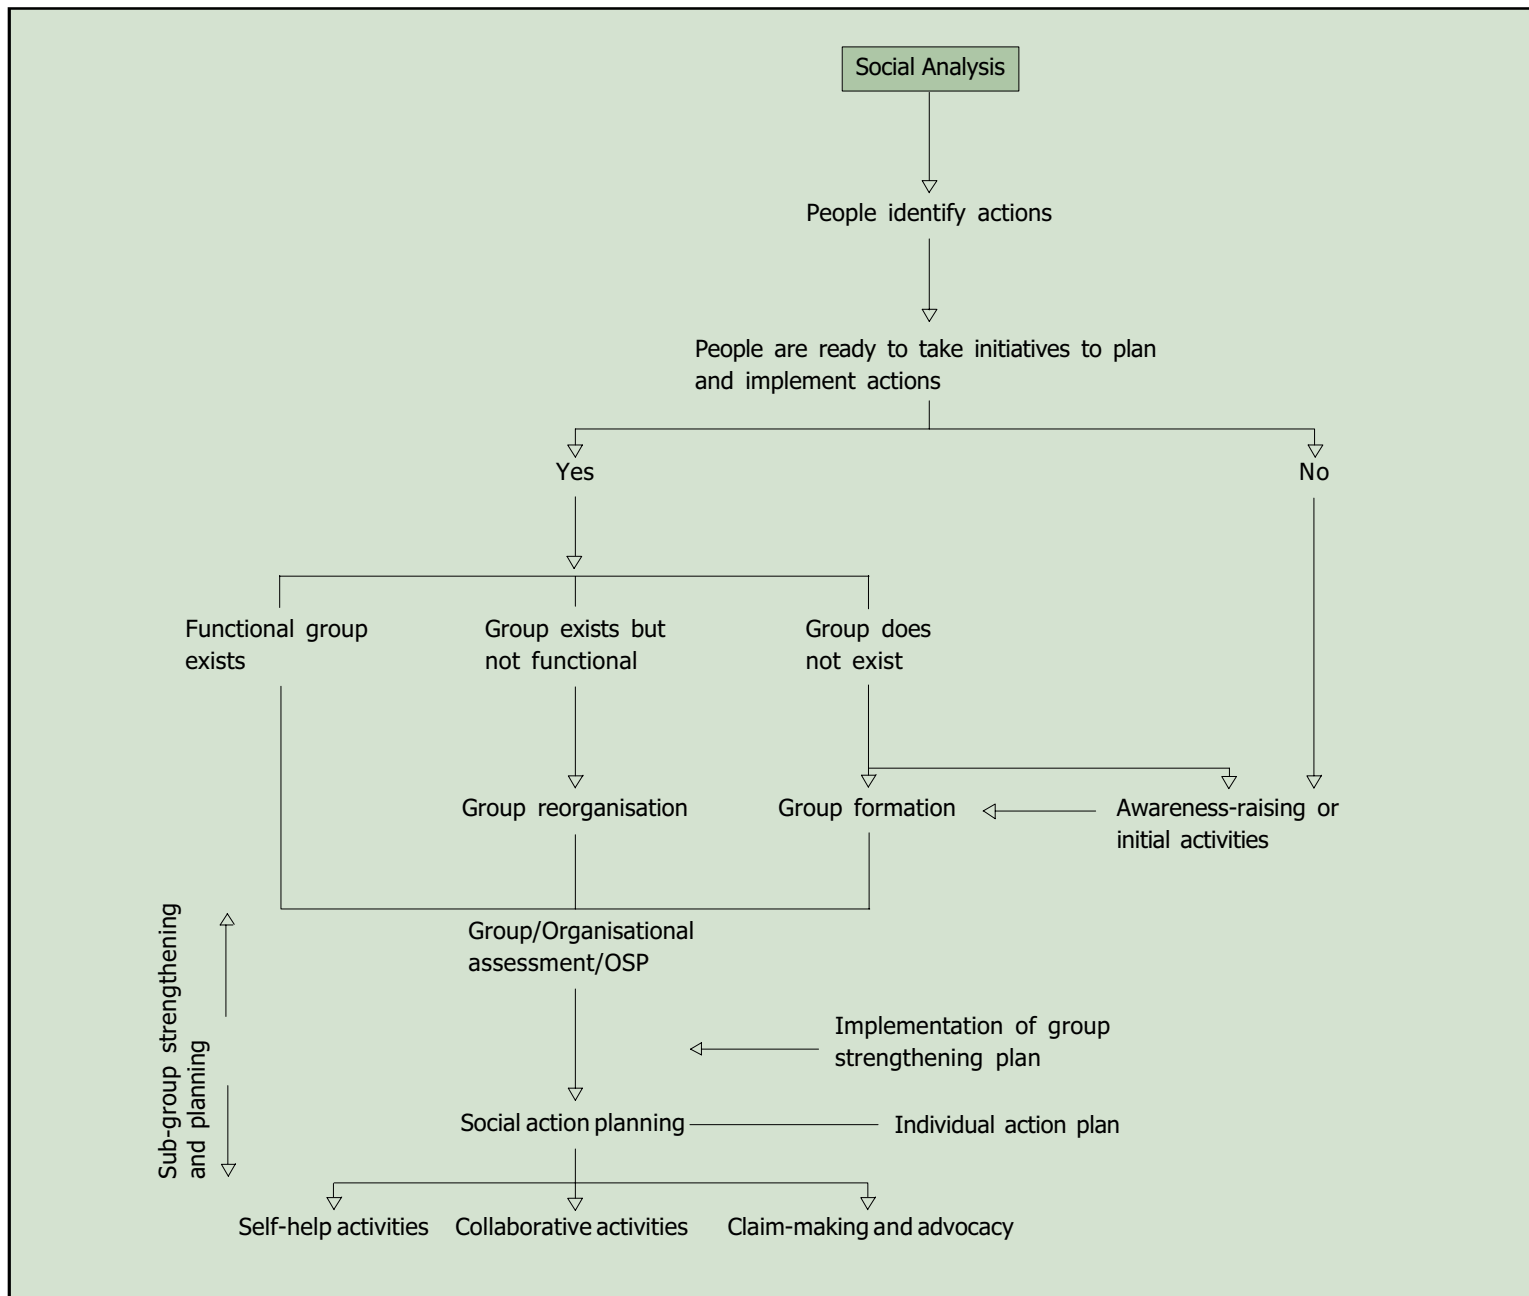 Social Analysis
People identify actions
People are ready to take initiatives to plan
and implement actions
Yes
No
Functional group
exists
Group exists but
not functional
Group does
not exist
Group reorganisation
Group formation
Awareness-raising or
initial activities
Sub-group strengthening
and planning
Group/Organisational
assessment/OSP
Implementation of group
strengthening plan
Social action planning
Individual action plan
Self-help activities
Collaborative activities
Claim-making and advocacy